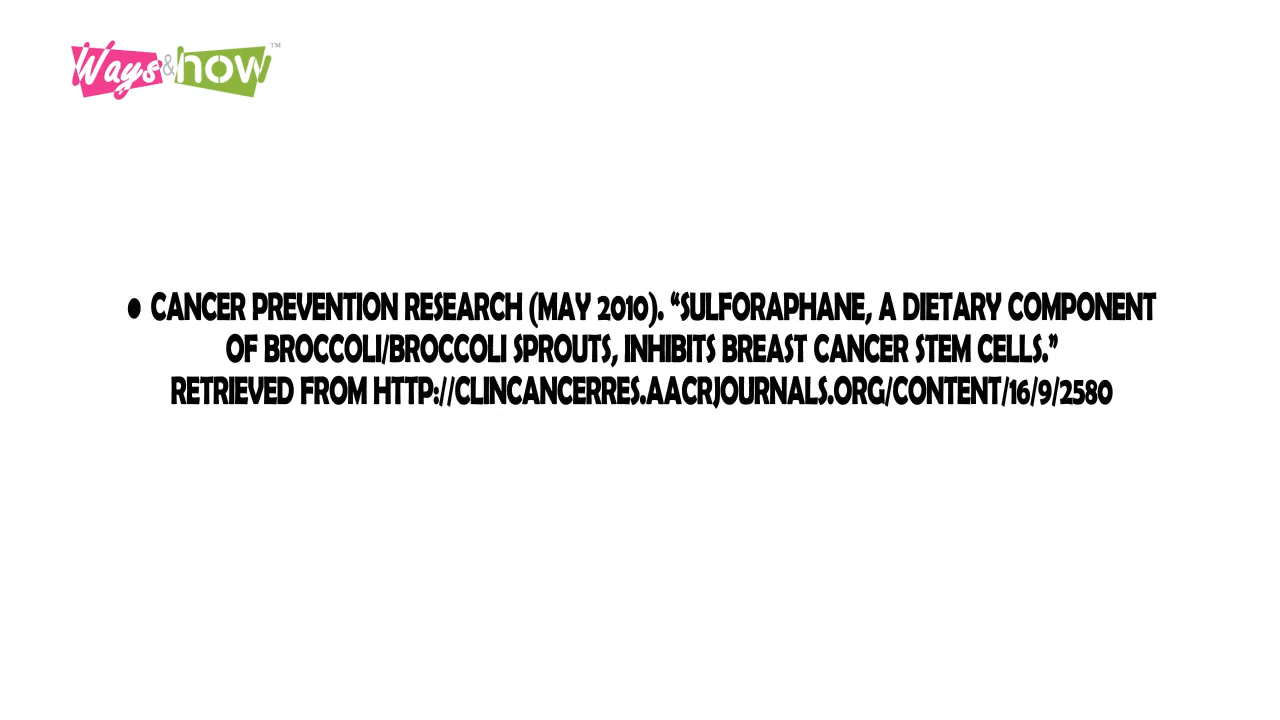 Ways&how™
• CANCER PREVENTION RESEARCH (MAY 2010). “SULFORAPHANE, A DIETARY COMPONENT
OF BROCCOLI/BROCCOLI SPROUTS, INHIBITS BREAST CANCER STEM CELLS.”
RETRIEVED FROM HTTP://CLINCANCERRES.AACRJOURNALS.ORG/CONTENT/16/9/2580